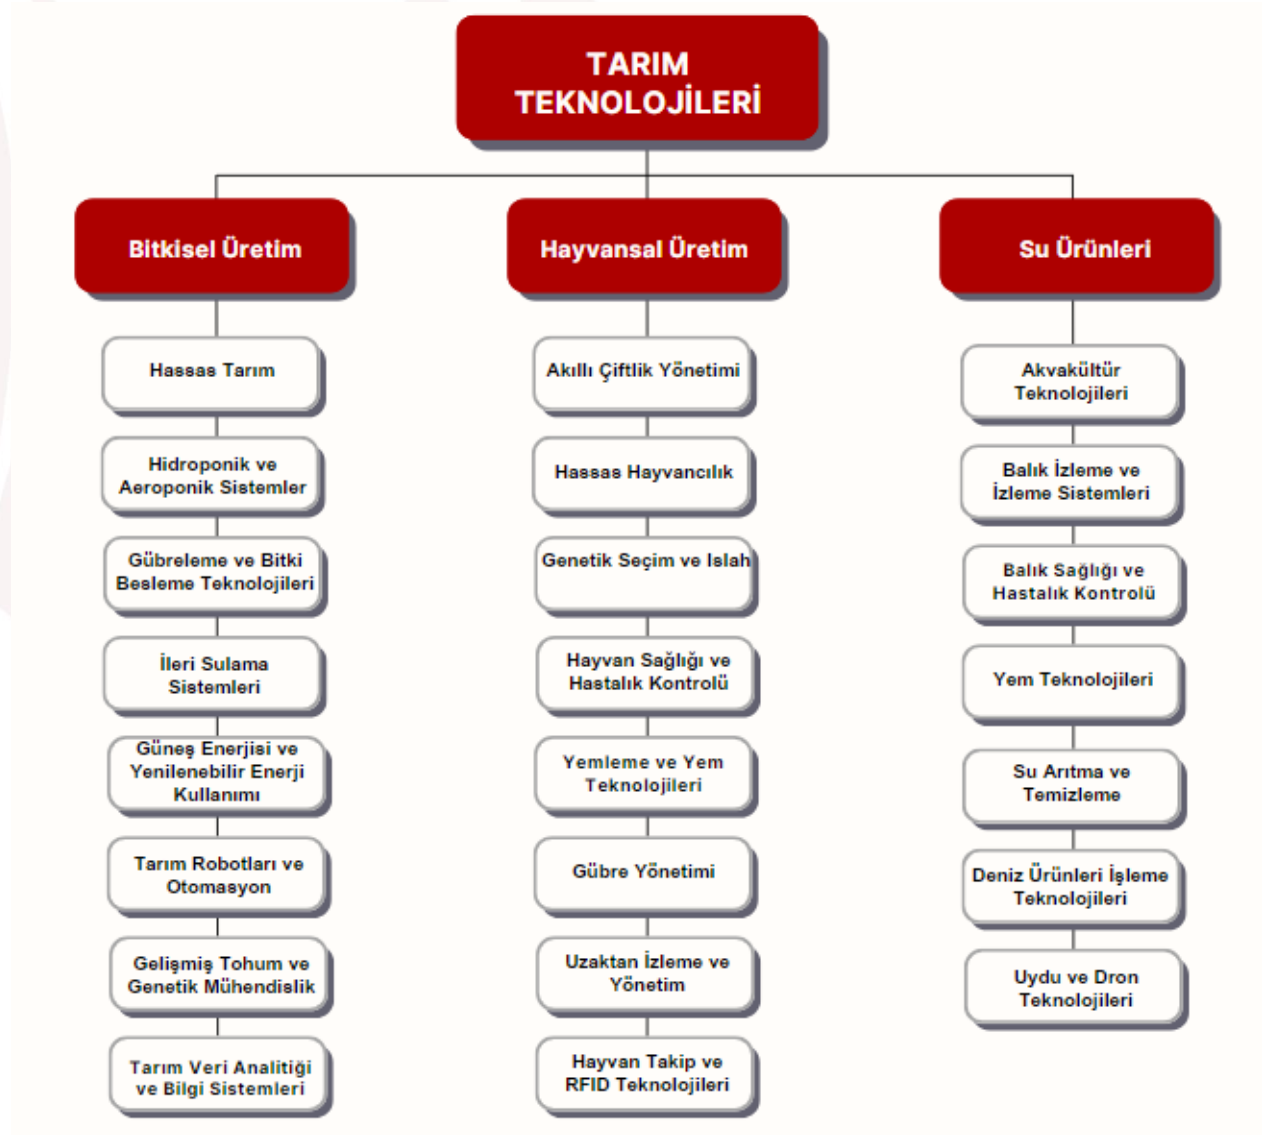 TARIM
TEKNOLOJİLERİ
Bitkisel Üretim
Hassas Tarım
Hidroponik ve
Aeroponik Sistemler
Gübreleme ve Bitki
Besleme Teknolojileri
İleri Sulama
Sistemleri
Güneş Enerjisi ve
Yenilenebilir Enerji
Kullanımı
Tarım Robotları ve
Otomasyon
Gelişmiş Tohum ve
Genetik Mühendislik
Tarım Veri Analitiği
ve Bilgi Sistemleri
Hayvansal Üretim
Akıllı Çiftlik Yönetimi
Hassas Hayvancılık
Genetik Seçim ve Islah
Hayvan Sağlığı ve
Hastalık Kontrolü
Yemleme ve Yem
Teknolojileri
Gübre Yönetimi
Uzaktan İzleme ve
Yönetim
Hayvan Takip ve
RFID Teknolojileri
Su Ürünleri
Akvakültür
Teknolojileri
Balık İzleme ve
İzleme Sistemleri
Balık Sağlığı ve
Hastalık Kontrolü
Yem Teknolojileri
Su Arıtma ve
Temizleme
Deniz Ürünleri İşleme
Teknolojileri
Uydu ve Dron
Teknolojileri